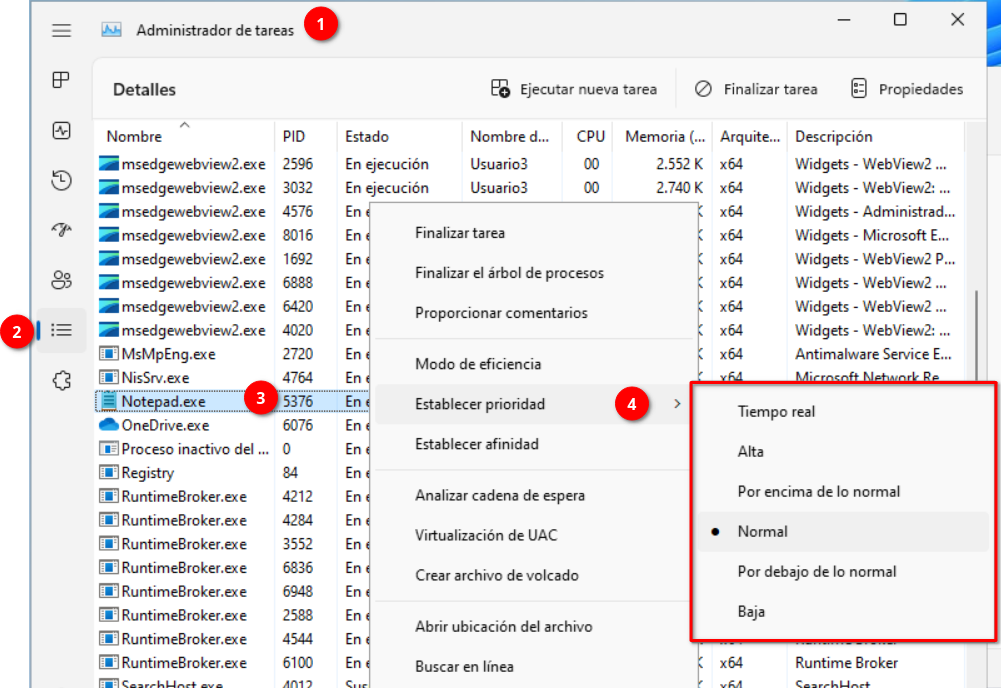 Administrador de tareas 1
Detalles Ejecutar nueva tarea Finalizar tarea Propiedades
Nombre PID Estado Nombre d... CPU Memoria (... Arquite... Descripción
msedgewebview2.exe 2596 En ejecución Usuario3 00 2.552 K x64 Widgets - WebView2 ...
msedgewebview2.exe 3032 En ejecución Usuario3 00 2.740 K x64 Widgets - WebView2: ...
msedgewebview2.exe 4576 En e K x64 Widgets - Administrad...
msedgewebview2.exe 8016 En e K x64 Widgets - Microsoft E...
msedgewebview2.exe 1692 En e K x64 Widgets - WebView2 P...
msedgewebview2.exe 6888 En e K x64 Widgets - WebView2 ...
msedgewebview2.exe 6420 En e K x64 Widgets - WebView2 ...
2 msedgewebview2.exe 4020 En e K x64 Widgets - WebView2: ...
MsMpEng.exe 2720 En e K x64 Antimalware Service E...
NisSrv.exe 4764 En e K x64 Microsoft Network Re
Notepad.exe 3 5376 En e
OneDrive.exe 6076 En e
Proceso inactivo del ... 0 En e
Registry 84 En e
RuntimeBroker.exe 4212 En e
RuntimeBroker.exe 4284 En e
RuntimeBroker.exe 3552 En e
RuntimeBroker.exe 6836 En e
RuntimeBroker.exe 6948 En e
RuntimeBroker.exe 2588 En e
RuntimeBroker.exe 4544 En e
RuntimeBroker.exe 6100 En e K x64 Runtime Broker
SearchHost.exe 4012 Sus K x64 SearchHost
Finalizar tarea
Finalizar el árbol de procesos
Proporcionar comentarios
Modo de eficiencia
Establecer prioridad 4
Establecer afinidad
Analizar cadena de espera
Virtualización de UAC
Crear archivo de volcado
Abrir ubicación del archivo
Buscar en línea
Tiempo real
Alta
Por encima de lo normal
Normal
Por debajo de lo normal
Baja